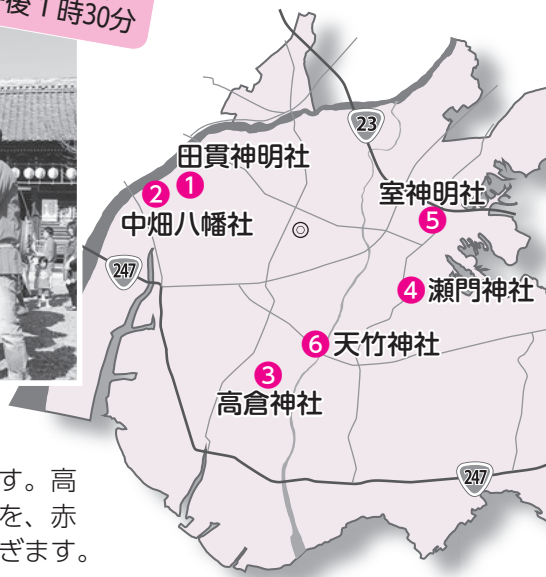 後1時30分
23
田貫神明社
1
2
中畑八幡社
室神明社
5
247
4
瀬門神社
6
天竹神社
3
高倉神社
247
す。高
を、赤
ぎます。